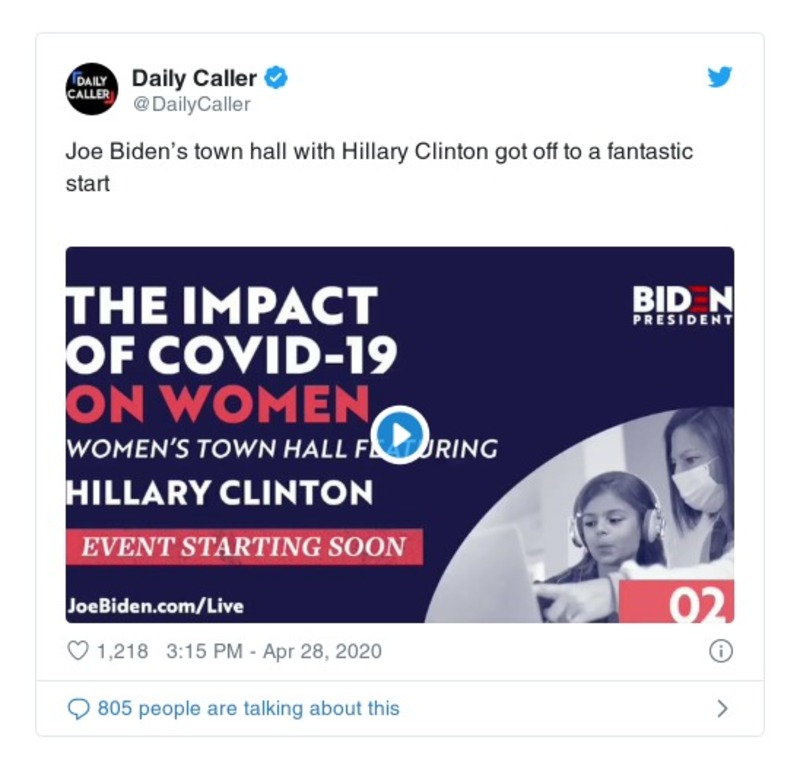 DAILY
CALLER
Daily Caller
@DailyCaller
Joe Biden’s town hall with Hillary Clinton got off to a fantastic
start
THE IMPACT
OF COVID-19
ON WOMEN
WOMEN’S TOWN HALL FEATURING
HILLARY CLINTON
EVENT STARTING SOON
JoeBiden.com/Live
BIDEN
PRESIDENT
02
1,218 3:15 PM - Apr 28, 2020
805 people are talking about this